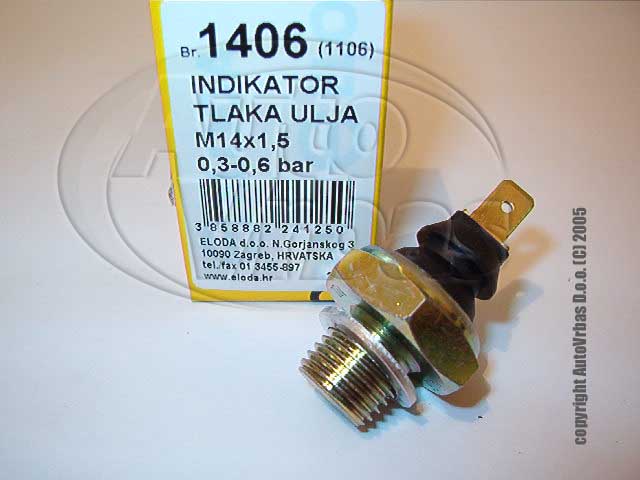 Br. 1406 (1106)
INDIKATOR
TLAKA ULJA
M14x1,5
0,3-0,6 bar
3 858882 241250
ELODA d.o.o. N.Gorjanskog 3
10090 Zagreb, HRVATSKA
tel./fax 01 3455-897
www.eloda.hr
copyright AutoVrbas D.o.o. (C) 2005